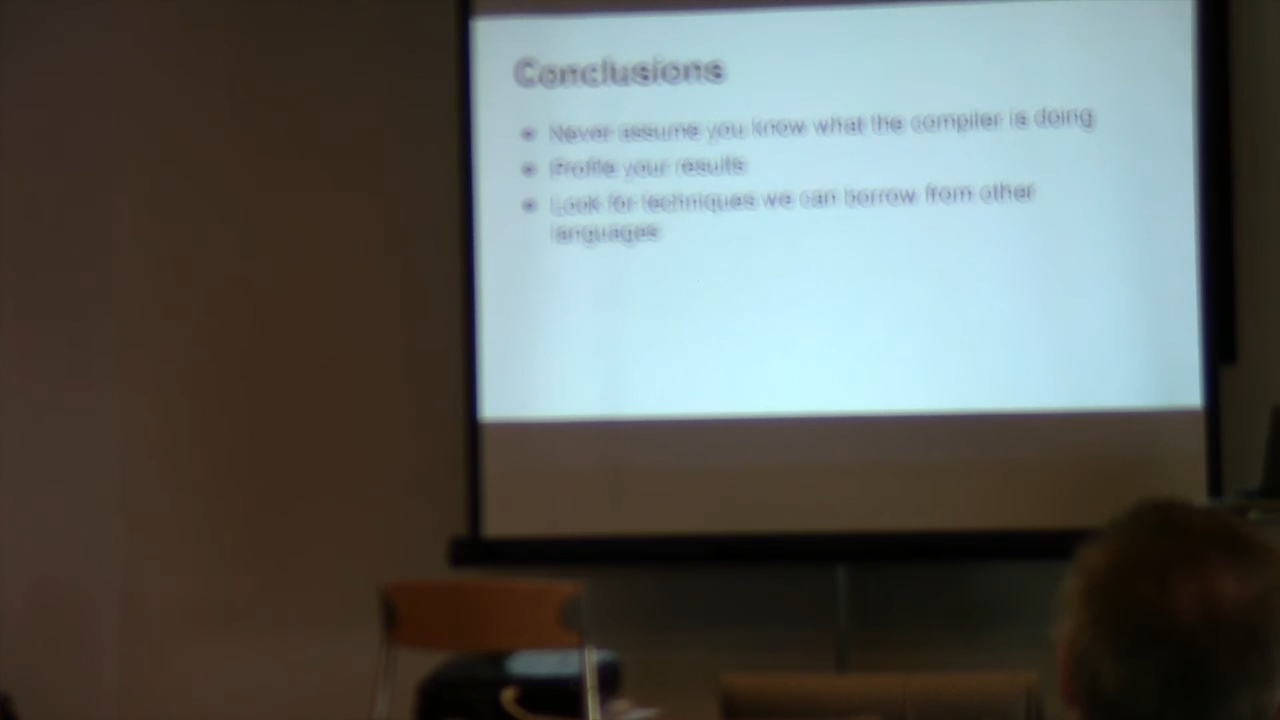 Conclusions
Never assume you know what the compiler is doing
Profile your results
Look for techniques we can borrow from other
languages